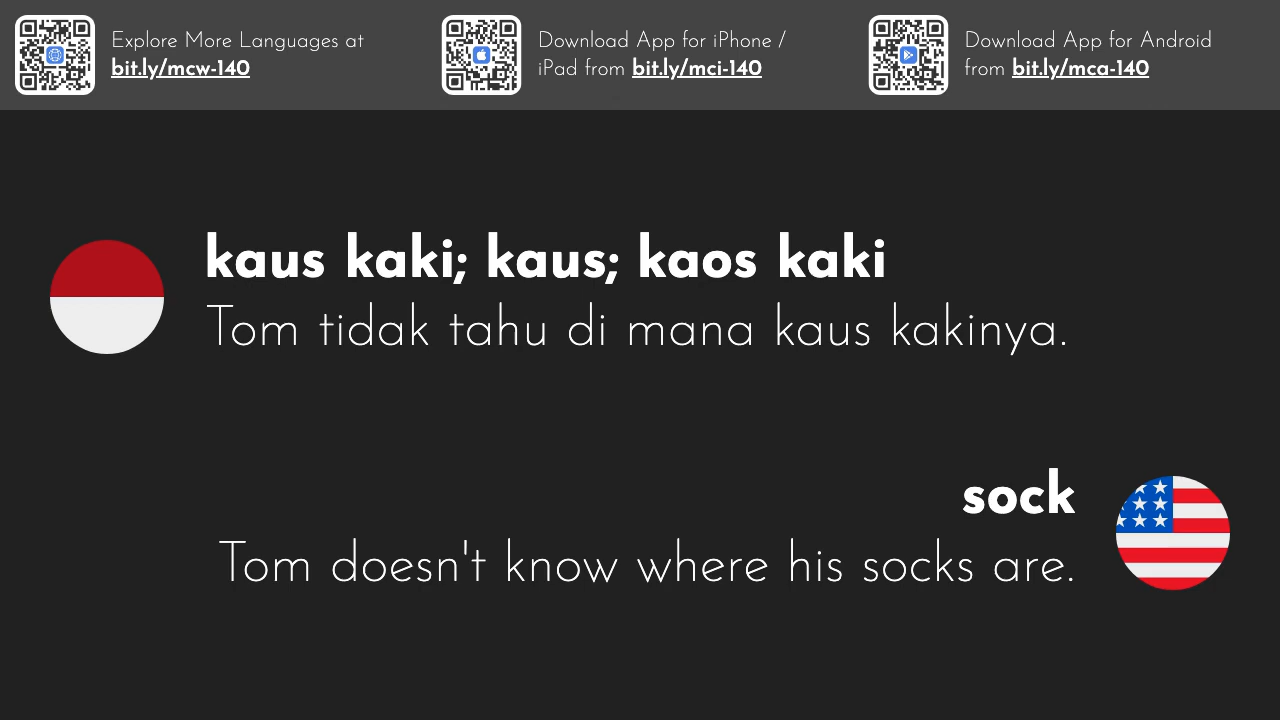 Explore More Languages at
bit.ly/mcw-140
Download App for iPhone /
iPad from bit.ly/mci-140
Download App for Android
from bit.ly/mca-140
kaus kaki; kaus; kaos kaki
Tom tidak tahu di mana kaus kakinya.
sock
Tom doesn't know where his socks are.